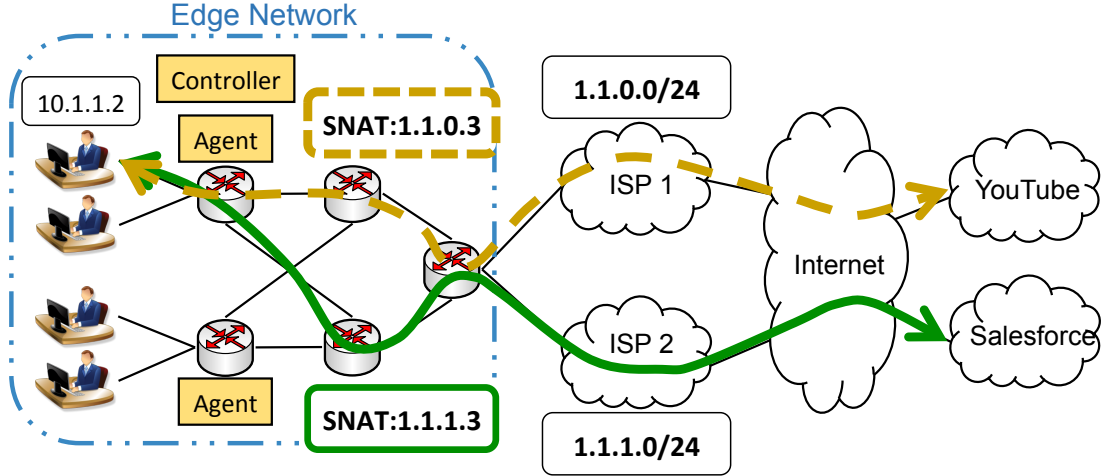 Edge Network
Controller
10.1.1.2
Agent
SNAT:1.1.0.3
1.1.0.0/24
ISP 1
YouTube
Internet
ISP 2
Salesforce
Agent
SNAT:1.1.1.3
1.1.1.0/24